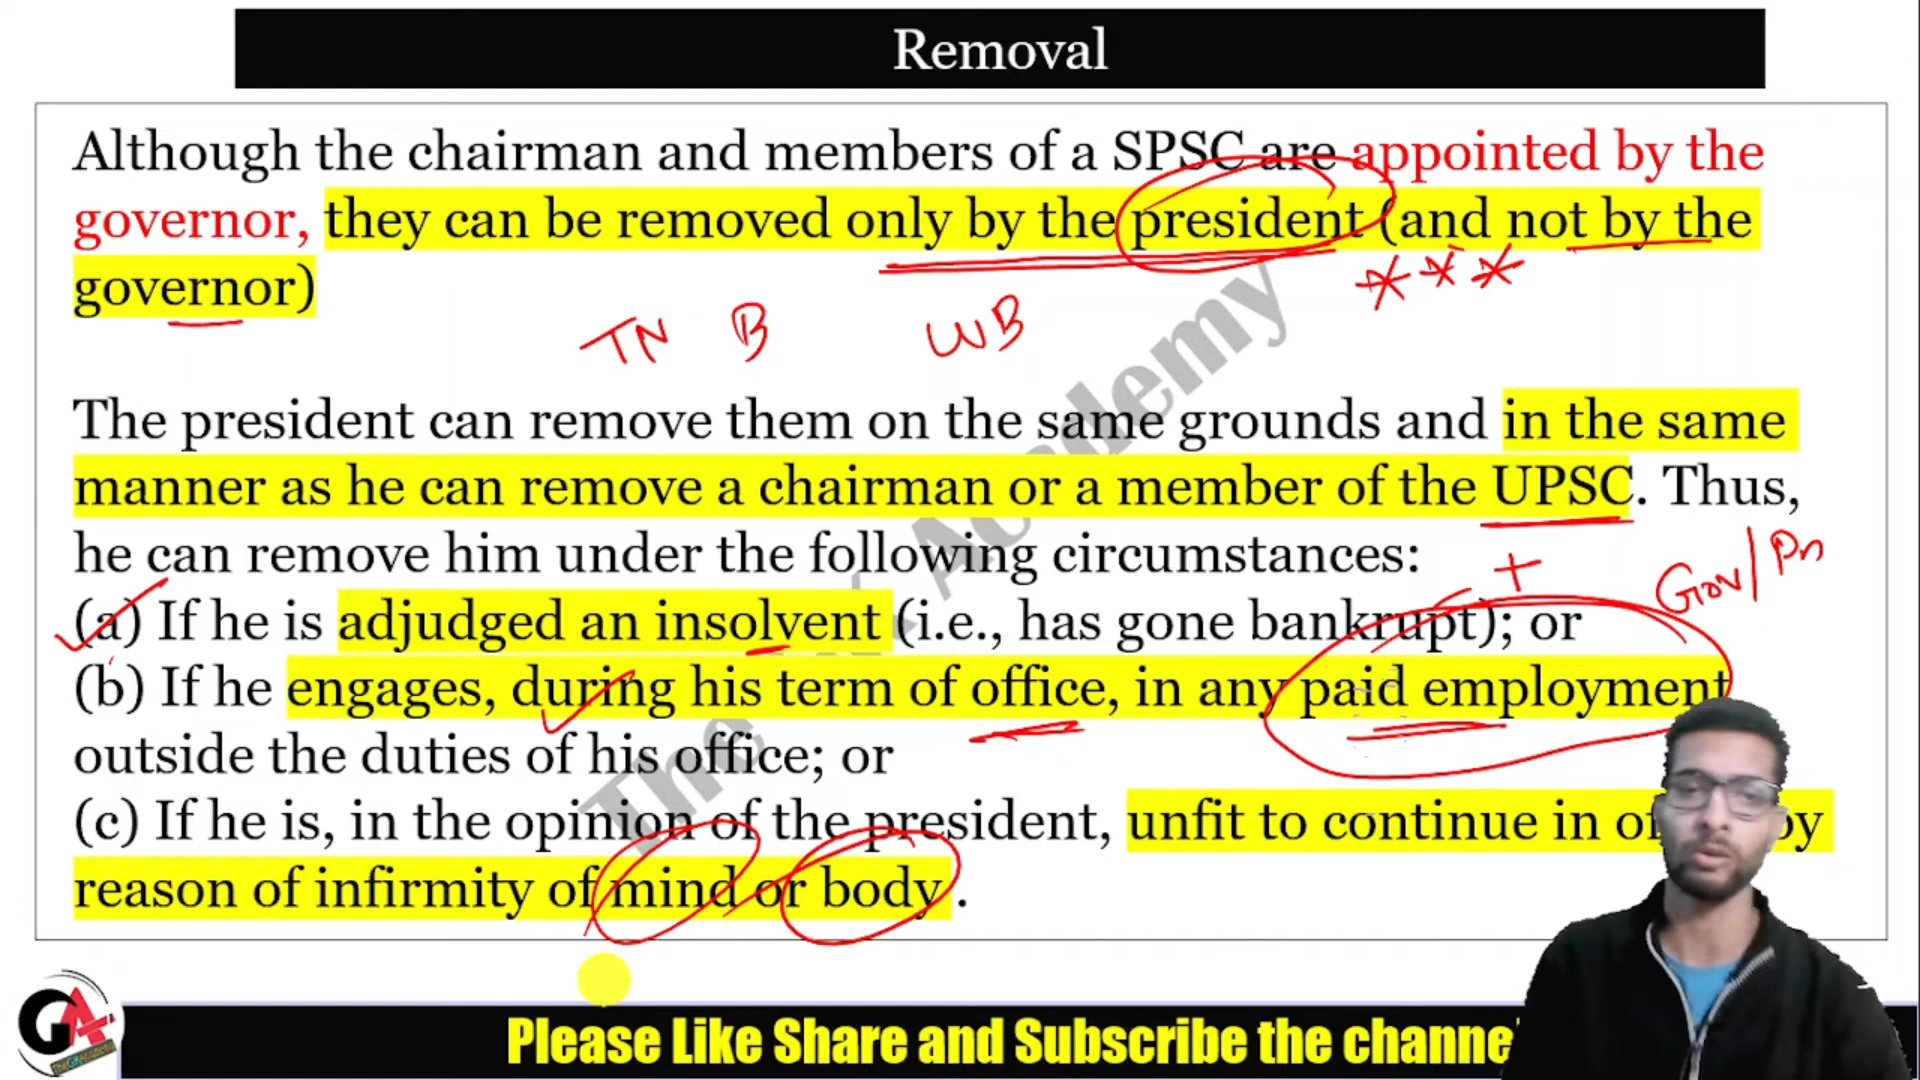 Removal
Although the chairman and members of a SPSC are appointed by the
governor, they can be removed only by the president (and not by the
governor)
TN B WB
The president can remove them on the same grounds and in the same
manner as he can remove a chairman or a member of the UPSC. Thus,
he can remove him under the following circumstances:
Gov/
(a) If he is adjudged an insolvent (i.e., has gone bankrupt); or
(b) If he engages, during his term of office, in any paid employment
outside the duties of his office; or
(c) If he is, in the opinion of the president, unfit to continue in
reason of infirmity of mind or body .
Academy
GA
Please Like Share and Subscribe the channel